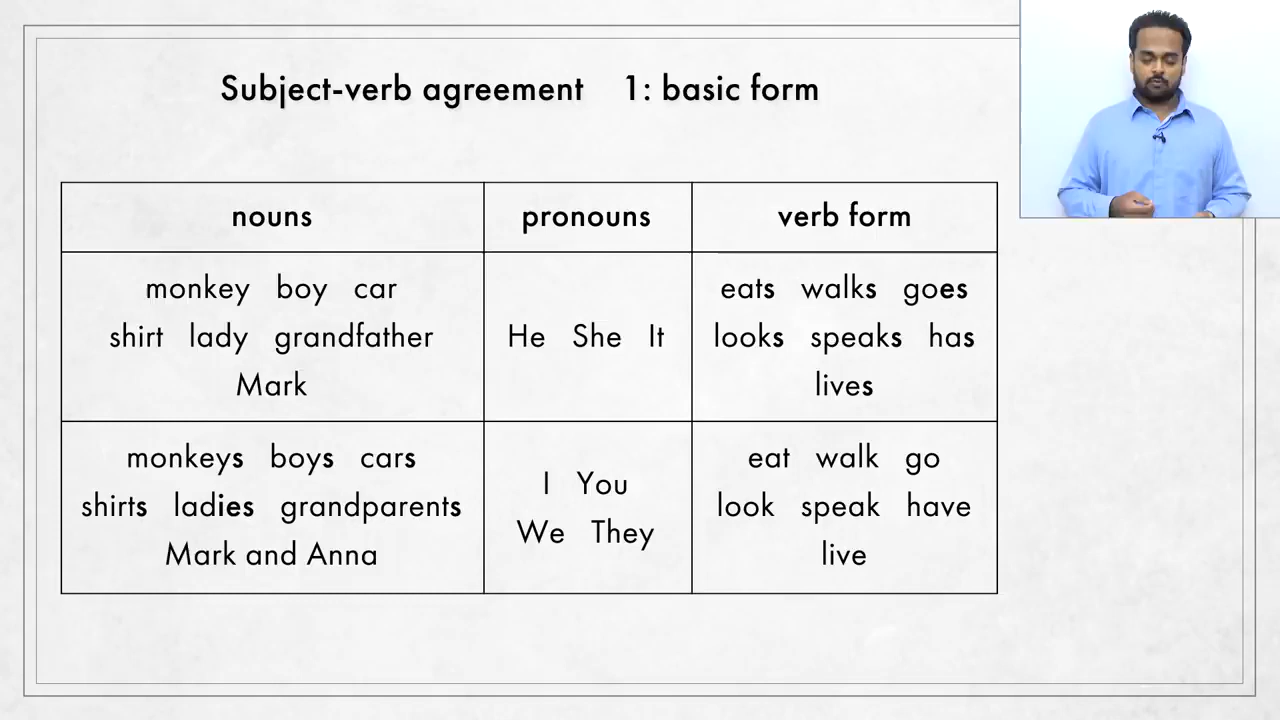 Subject-verb agreement 1: basic form
nouns
pronouns
verb form
monkey boy car
shirt lady grandfather
Mark
He She It
eats walks goes
looks speaks has
lives
monkeys boys cars
shirts ladies grandparents
Mark and Anna
I You
We They
eat walk go
look speak have
live